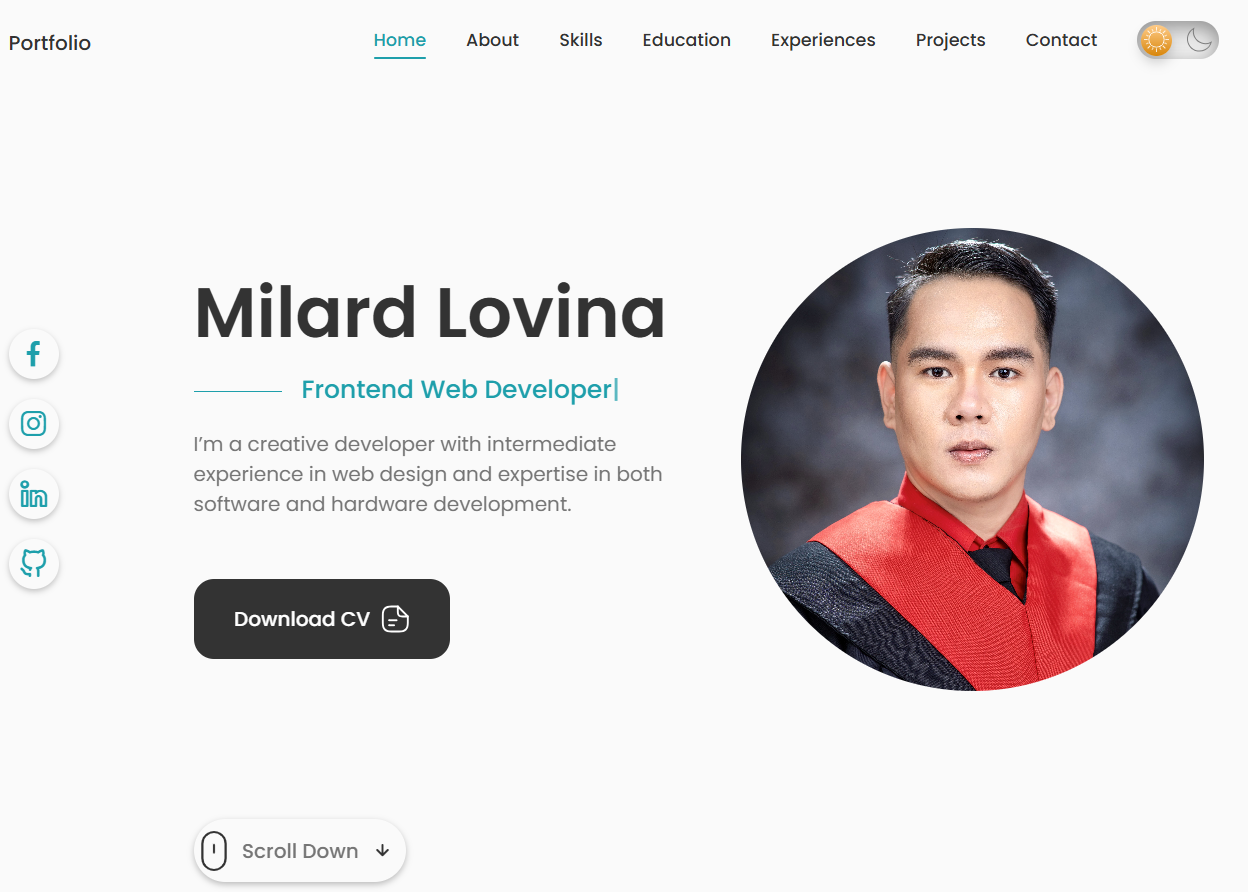 Portfolio
Home
About
Skills
Education
Experiences
Projects
Contact
Milard Lovina
Frontend Web Developer|
I’m a creative developer with intermediate
experience in web design and expertise in both
software and hardware development.
Download CV
Scroll Down